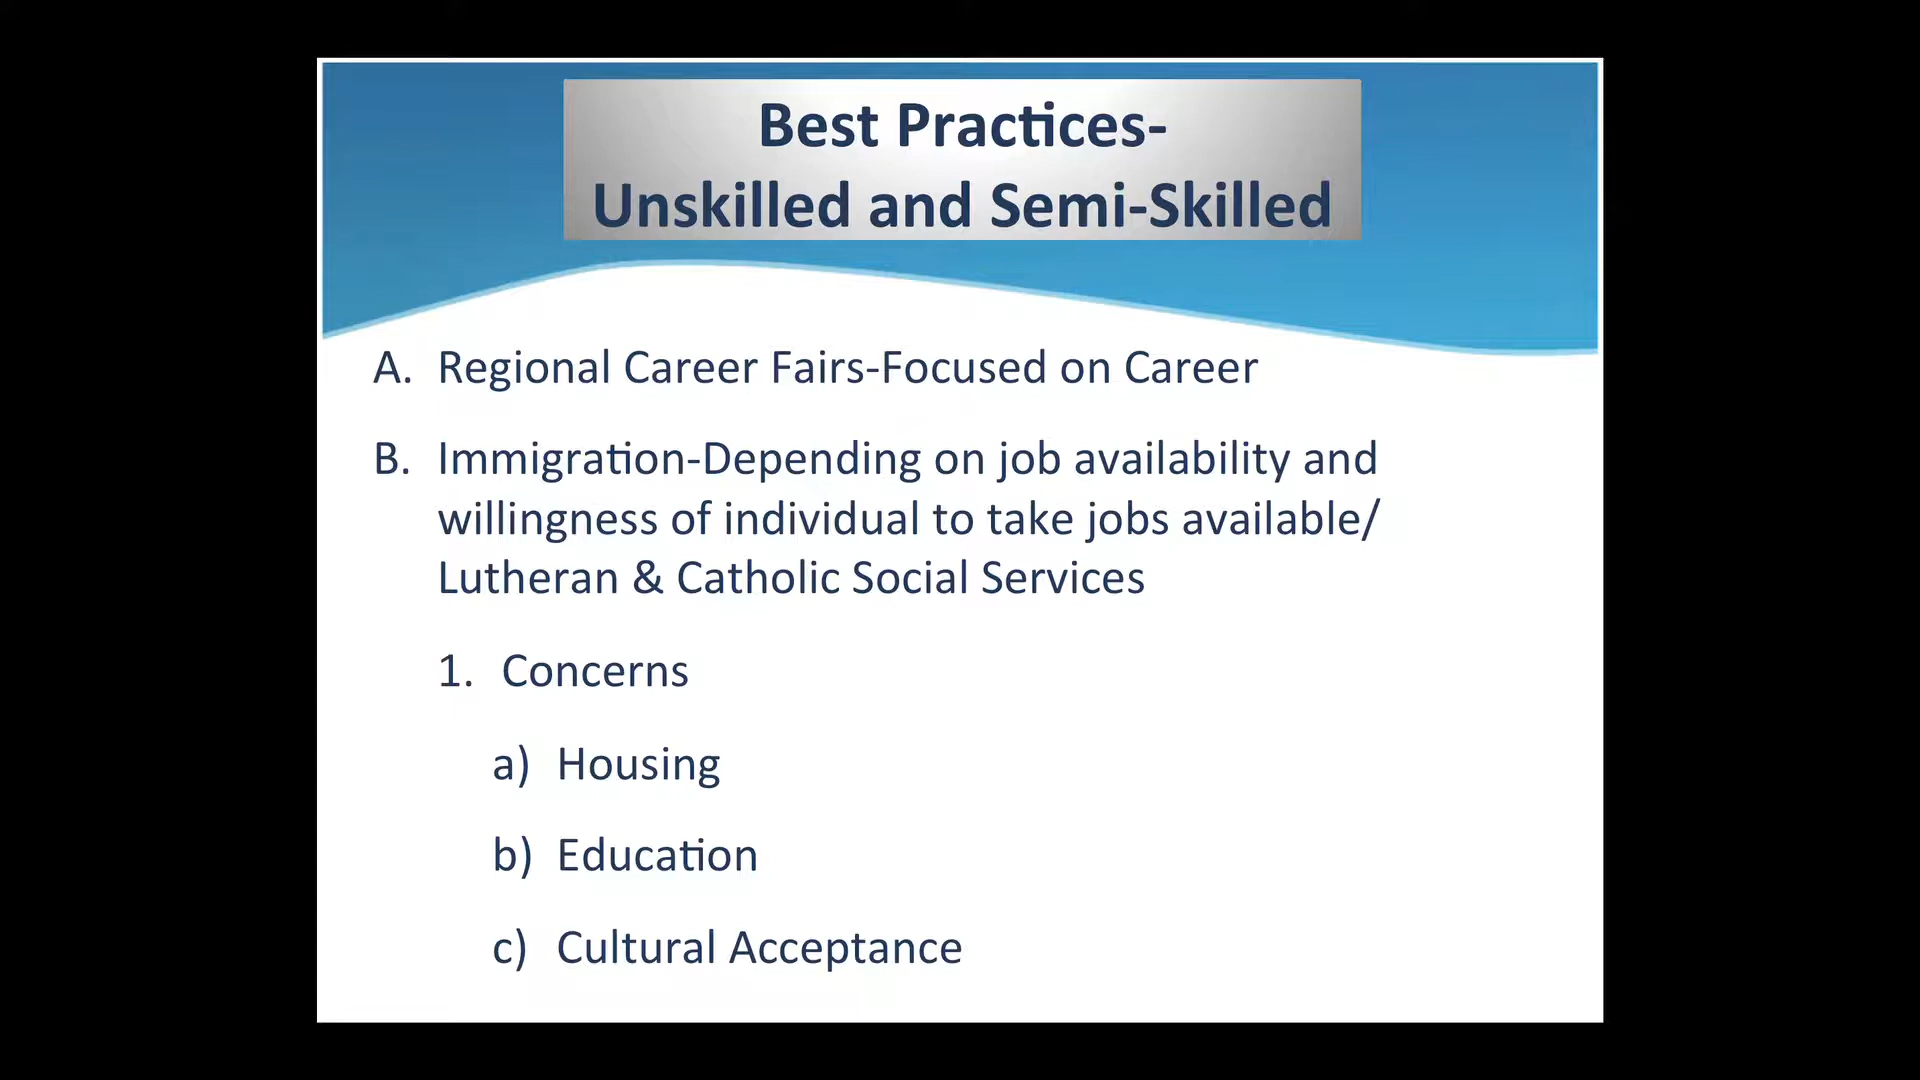 Best Practices-
Unskilled and Semi-Skilled
A. Regional Career Fairs-Focused on Career
B. Immigration-Depending on job availability and
willingness of individual to take jobs available/
Lutheran & Catholic Social Services
1. Concerns
a) Housing
b) Education
c) Cultural Acceptance